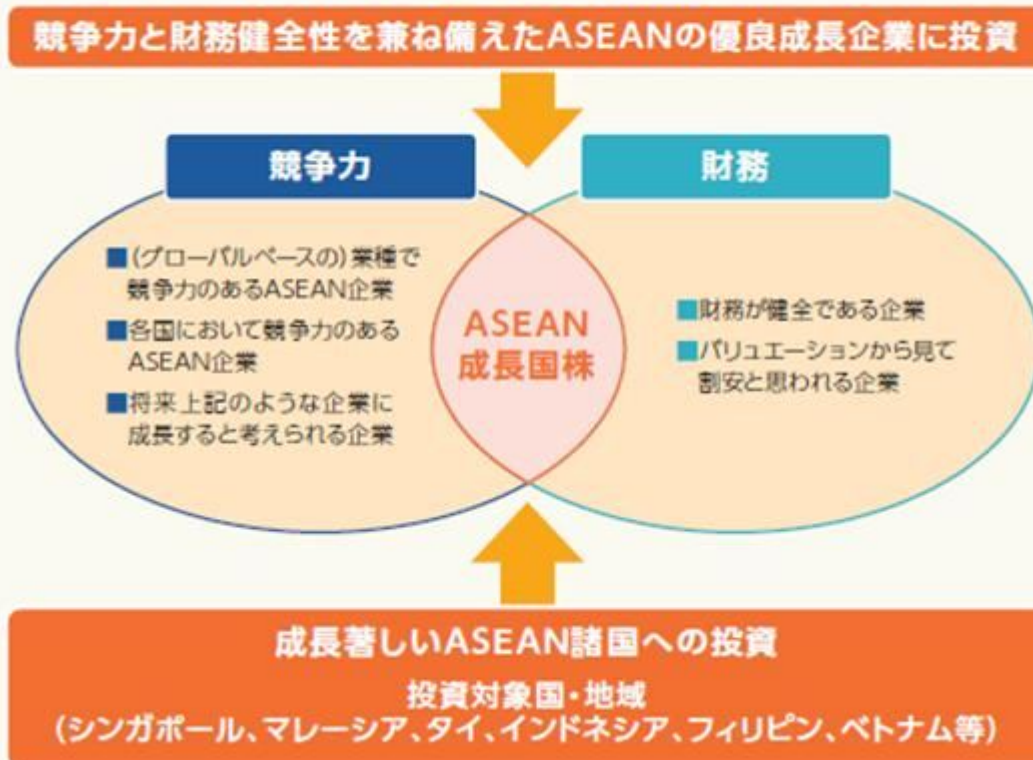 競争力と財務健全性を兼ね備えたASEANの優良成長企業に投資
競争力
■(グローバルベースの)業種で
競争力のあるASEAN企業
■各国において競争力のある
ASEAN企業
■将来上記のような企業に
成長すると考えられる企業
ASEAN
成長国株
財務
■財務が健全である企業
■バリュエーションから見て
割安と思われる企業
成長著しいASEAN諸国への投資
投資対象国・地域
(シンガポール、マレーシア、タイ、インドネシア、フィリピン、ベトナム等)